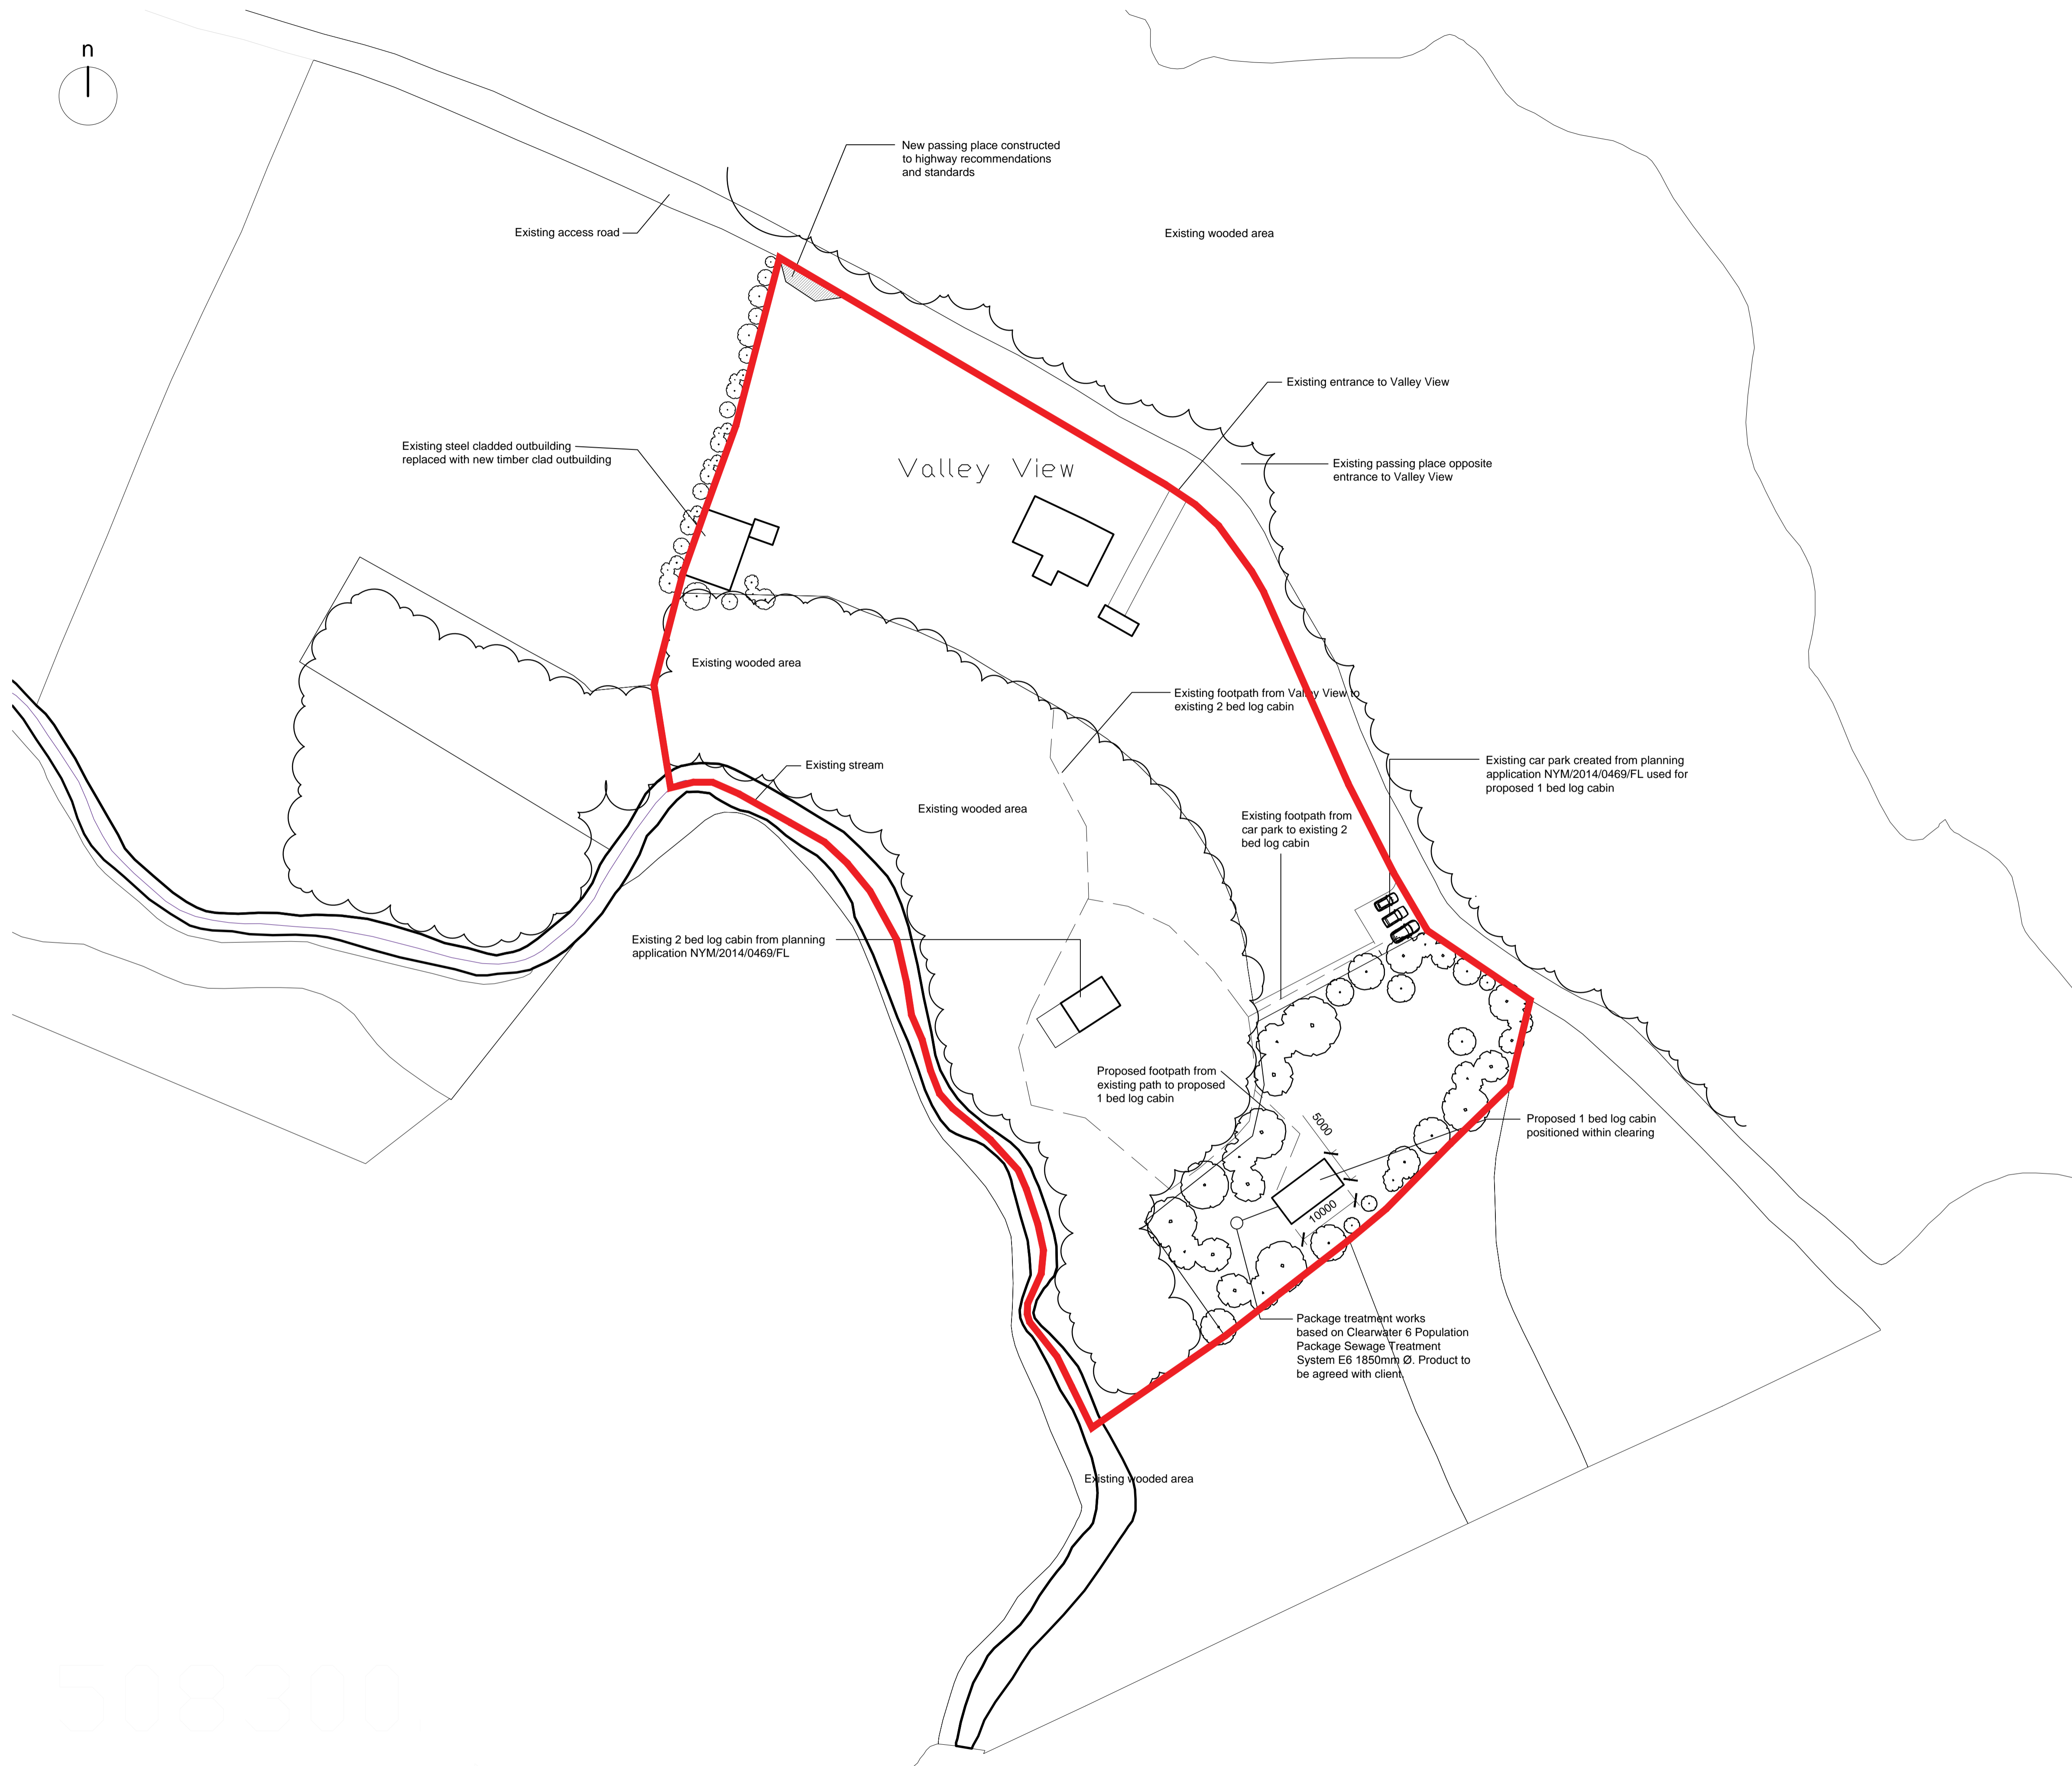 n
New passing place constructed
to highway recommendations
and standards
Existing access road
Existing wooded area
Existing entrance to Valley View
Existing steel cladded outbuilding
replaced with new timber clad outbuilding
Valley View
Existing passing place opposite
entrance to Valley View
Existing wooded area
Existing footpath from Valley View to
existing 2 bed log cabin
Existing stream
Existing car park created from planning
application NYM/2014/0469/FL used for
proposed 1 bed log cabin
Existing wooded area
Existing footpath from
car park to existing 2
bed log cabin
Existing 2 bed log cabin from planning
application NYM/2014/0469/FL
Proposed footpath from
existing path to proposed
1 bed log cabin
5000
Proposed 1 bed log cabin
positioned within clearing
10000
Package treatment works
based on Clearwater 6 Population
Package Sewage Treatment
System E6 1850mm Ø. Product to
be agreed with client.
Existing wooded area